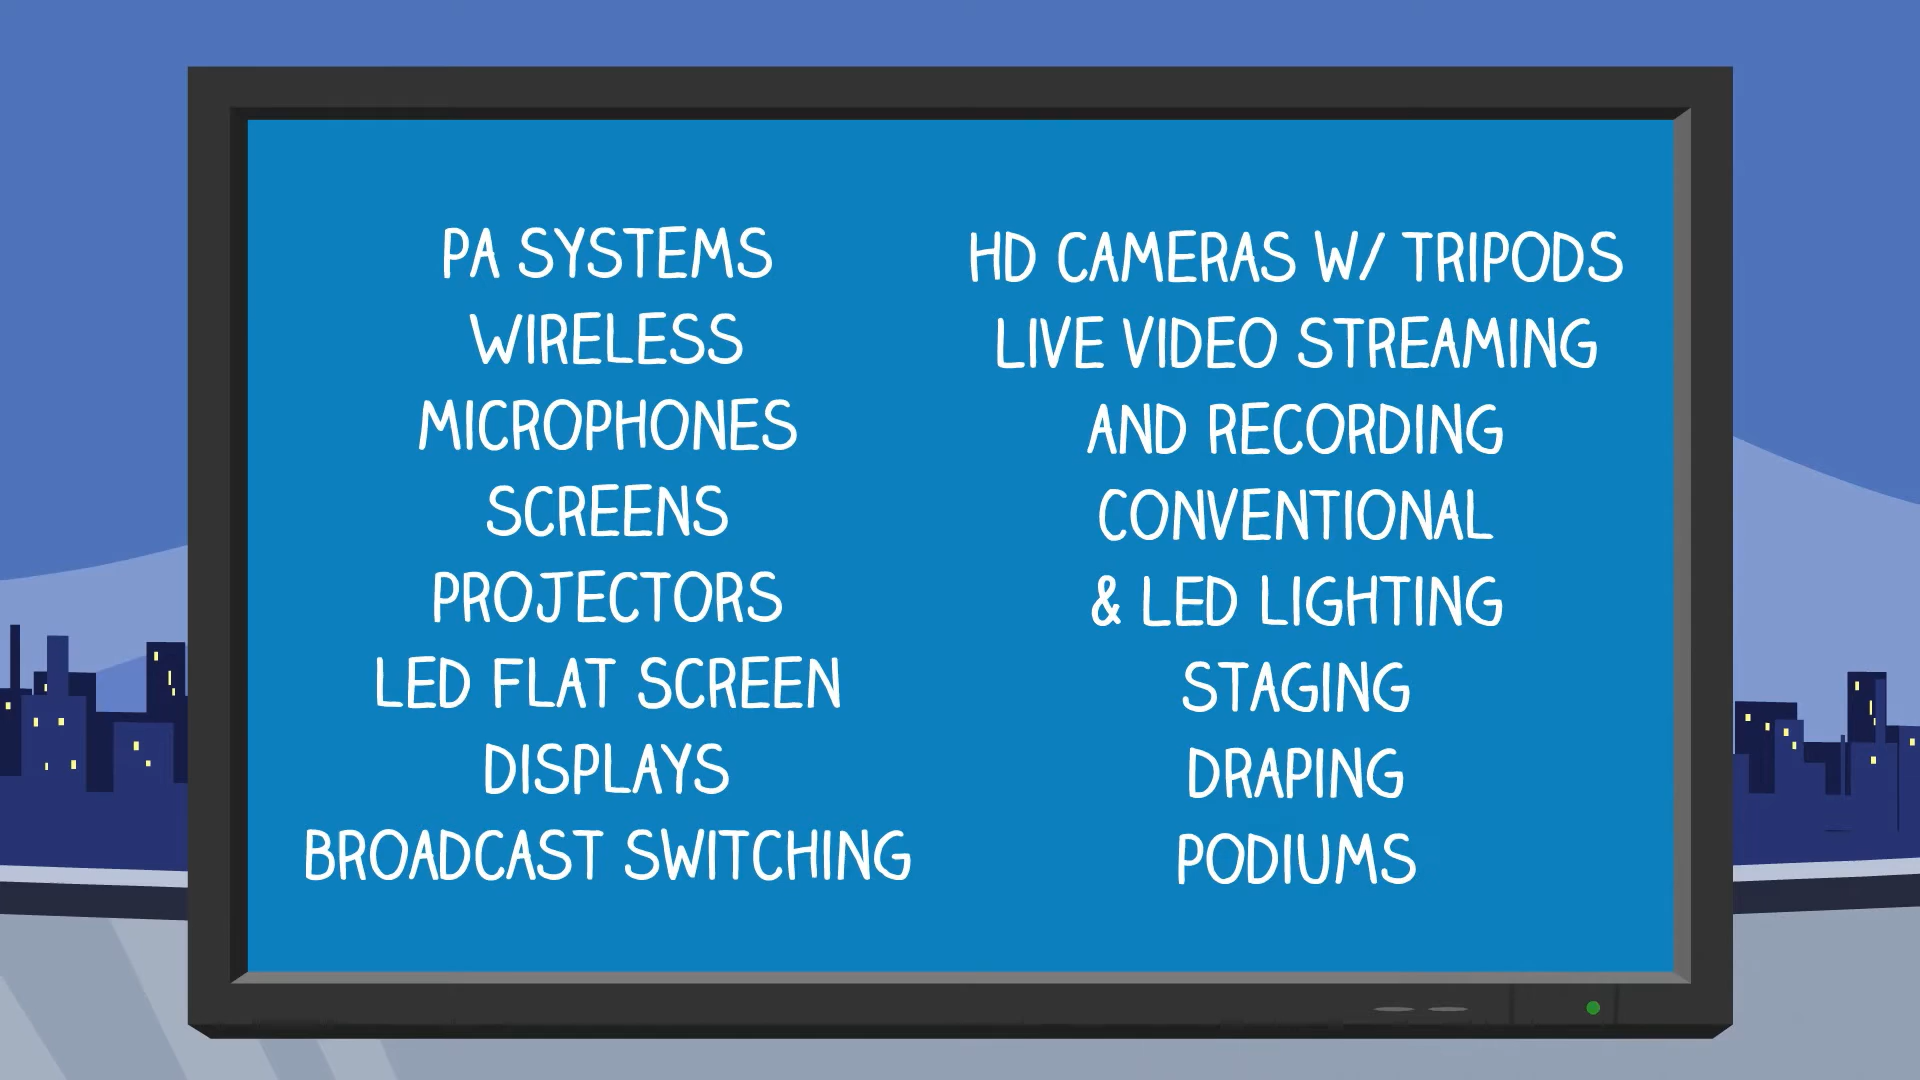 PA SYSTEMS
WIRELESS
MICROPHONES
SCREENS
PROJECTORS
LED FLAT SCREEN
DISPLAYS
BROADCAST SWITCHING
HD CAMERAS W/ TRIPODS
LIVE VIDEO STREAMING
AND RECORDING
CONVENTIONAL
& LED LIGHTING
STAGING
DRAPING
PODIUMS